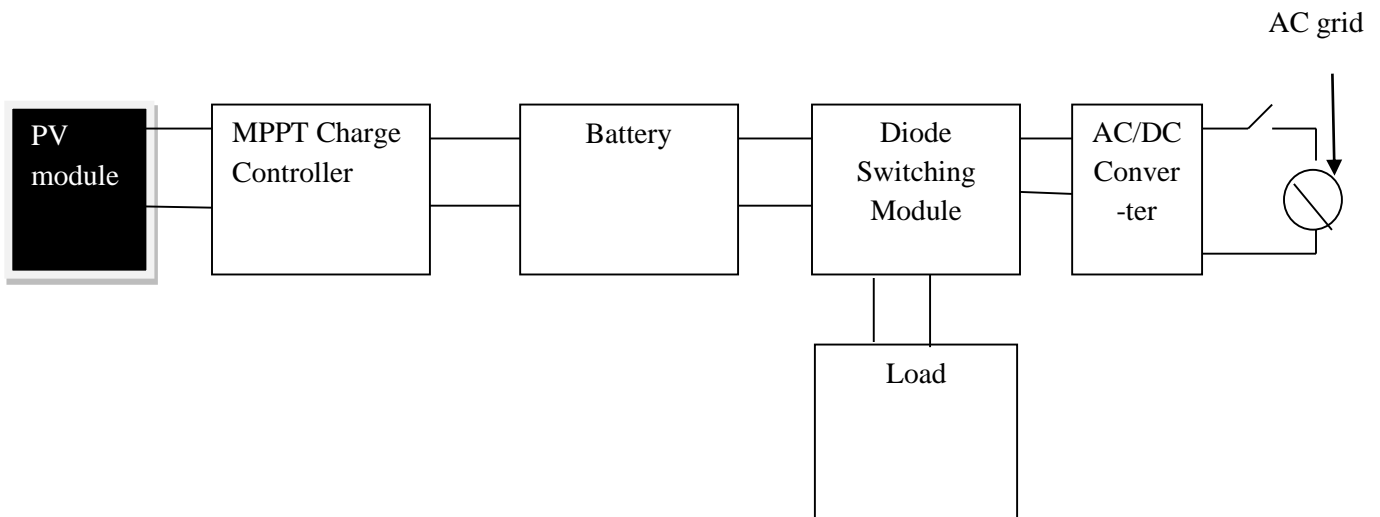 AC grid
PV
module
MPPT Charge
Controller
Battery
Diode
Switching
Module
AC/DC
Conver
-ter
Load